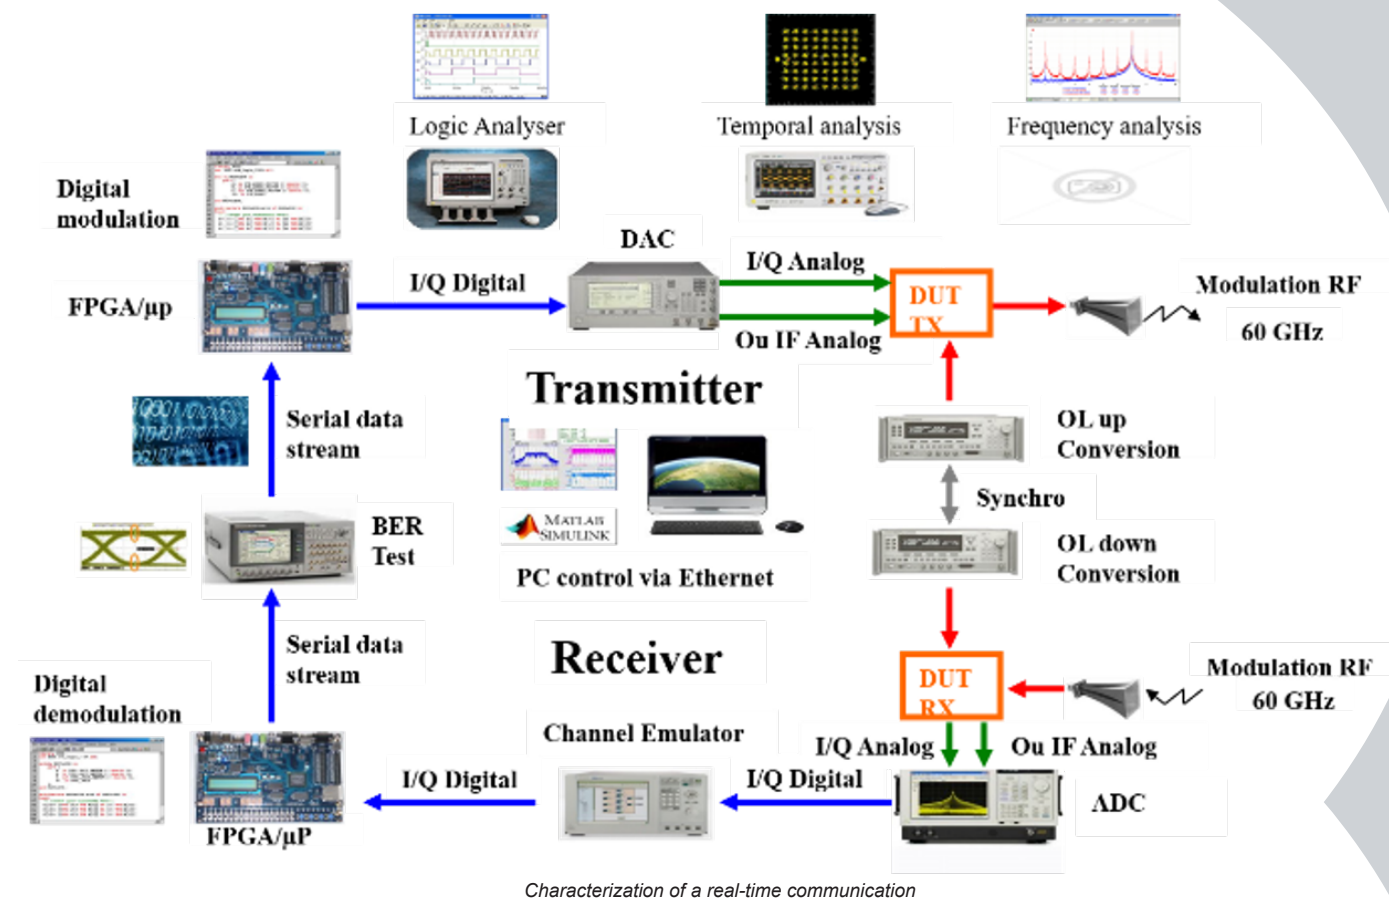 Logic Analyser
Temporal analysis
Frequency analysis
Digital
modulation
DAC
I/Q Analog
I/Q Digital
FPGA/µp
DUT
TX
Modulation RF
60 GHz
Ou IF Analog
Transmitter
Serial data
stream
OL up
Conversion
Synchro
MATLAB
SIMULINK
BER
Test
OL down
Conversion
PC control via Ethernet
Serial data
stream
Receiver
Modulation RF
60 GHz
DUT
RX
Digital
demodulation
Channel Emulator
I/Q Analog
Ou IF Analog
I/Q Digital
I/Q Digital
ADC
FPGA/µP
Characterization of a real-time communication